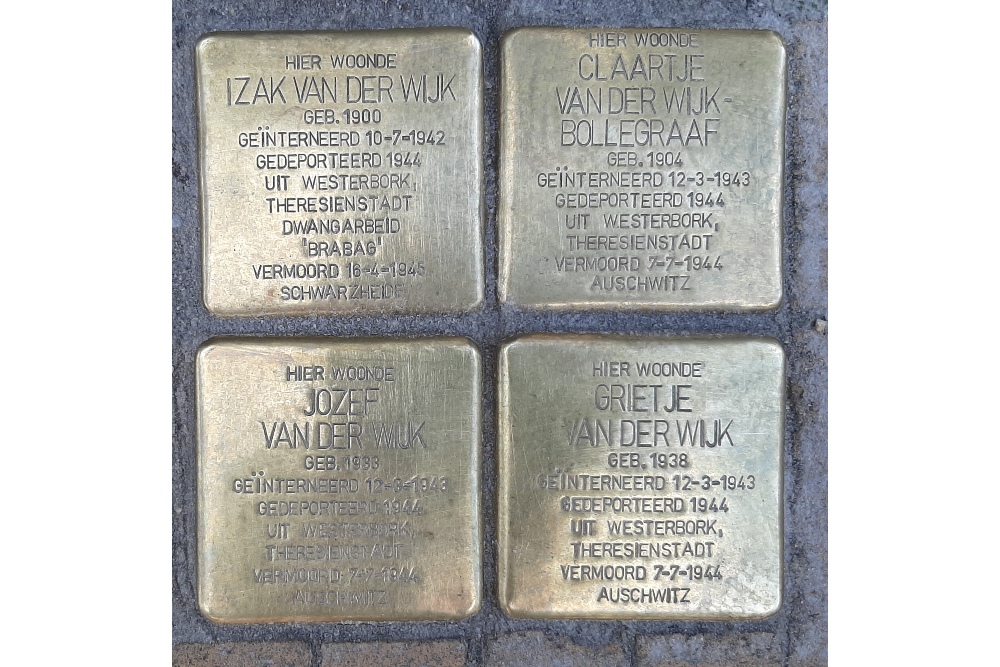 HIER WOONDE
IZAK VAN DER WIJK
GEB. 1900
GEÏNTERNEERD 10-7-1942
GEDEPORTEERD 1944
UIT WESTERBORK,
THERESIENSTADT
DWANGARBEID
'BRABAG'
VERMOORD 16-4-1945
SCHWARZHEIDE
HIER WOONDE
CLAARTJE
VAN DER WIJK-
BOLLEGRAAF
GEB. 1904
GEÏNTERNEERD 12-3-1943
GEDEPORTEERD 1944
UIT WESTERBORK,
THERESIENSTADT
VERMOORD 7-7-1944
AUSCHWITZ
HIER WOONDE
JOZEF
VAN DER WIJK
GEB. 1933
GEÏNTERNEERD 12-3-1943
GEDEPORTEERD 1944
UIT WESTERBORK,
THERESIENSTADT
VERMOORD 7-7-1944
AUSCHWITZ
HIER WOONDE
GRIETJE
VAN DER WIJK
GEB. 1938
GEÏNTERNEERD 12-3-1943
GEDEPORTEERD 1944
UIT WESTERBORK,
THERESIENSTADT
VERMOORD 7-7-1944
AUSCHWITZ